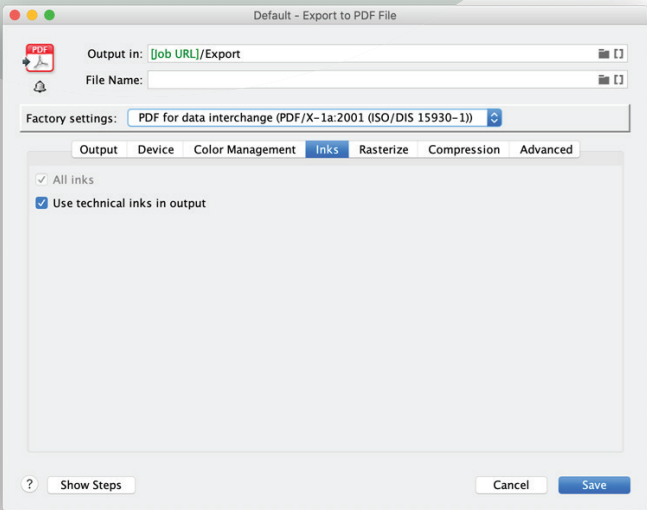 Default - Export to PDF File
PDF
Output in: [Job URL]/Export
File Name:
Factory settings: PDF for data interchange (PDF/X-1a:2001 (ISO/DIS 15930-1))
Output Device Color Management Inks Rasterize Compression Advanced
All inks
Use technical inks in output
? Show Steps Cancel Save